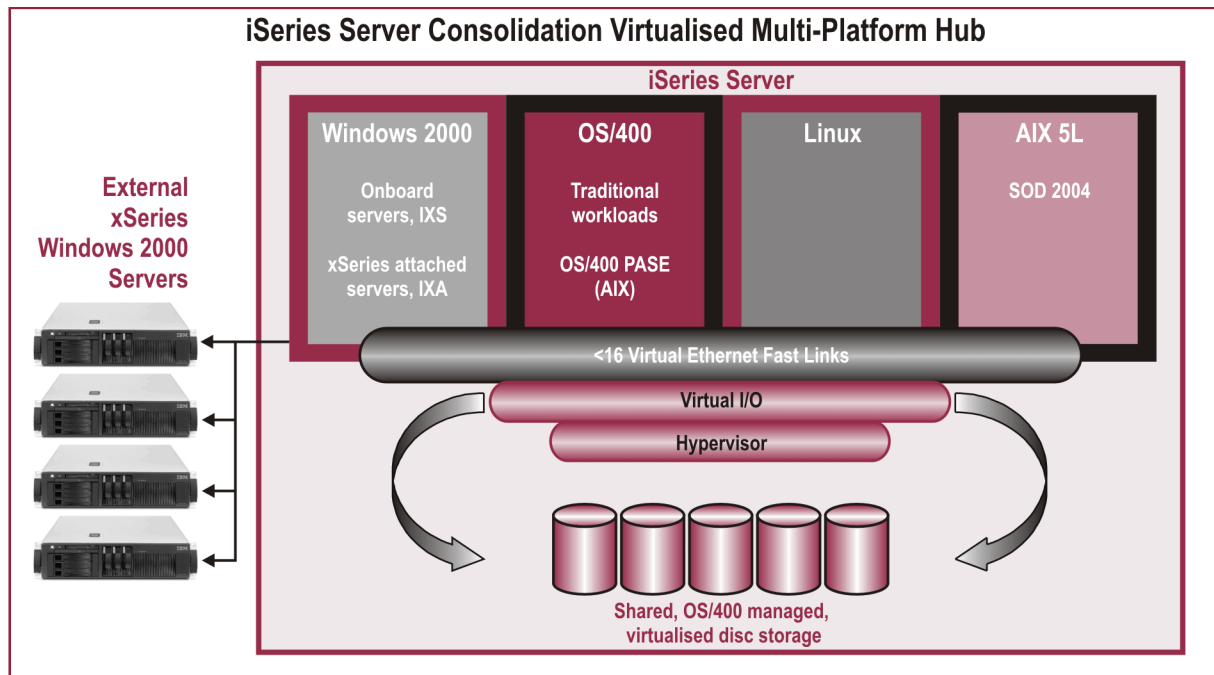 iSeries Server Consolidation Virtualised Multi-Platform Hub
iSeries Server
External
xSeries
Windows 2000
Servers
Windows 2000
Onboard
servers, IXS
xSeries attached
servers, IXA
OS/400
Traditional
workloads
OS/400 PASE
(AIX)
Linux
AIX 5L
SOD 2004
<16 Virtual Ethernet Fast Links
Virtual I/O
Hypervisor
Shared, OS/400 managed,
virtualised disc storage